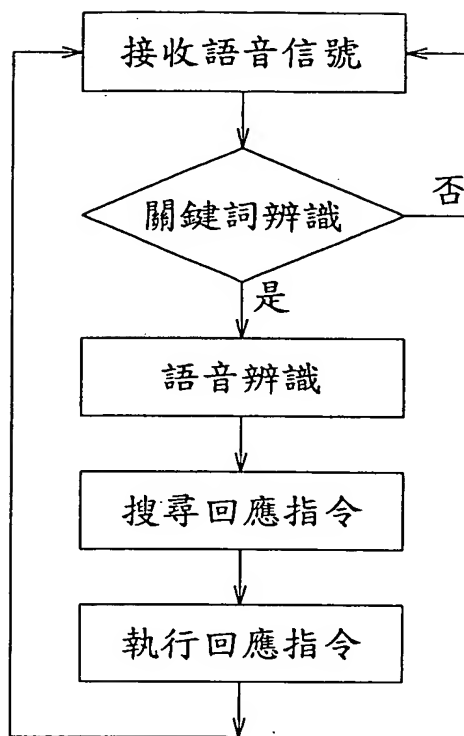 接收語音信號
關鍵詞辨識
否
是
語音辨識
搜尋回應指令
執行回應指令